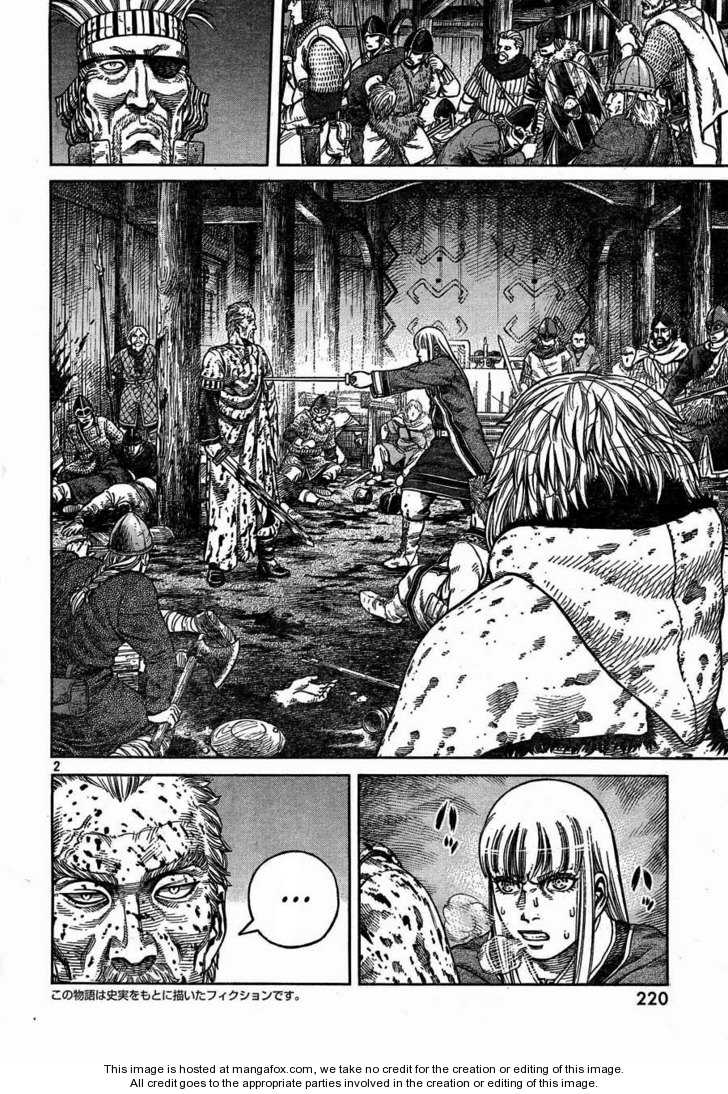 2
...
この物語は史実をもとに描いたフィクションです。
220
This image is hosted at mangafox.com, we take no credit for the creation or editing of this image.
All credit goes to the appropriate parties involved in the creation or editing of this image.